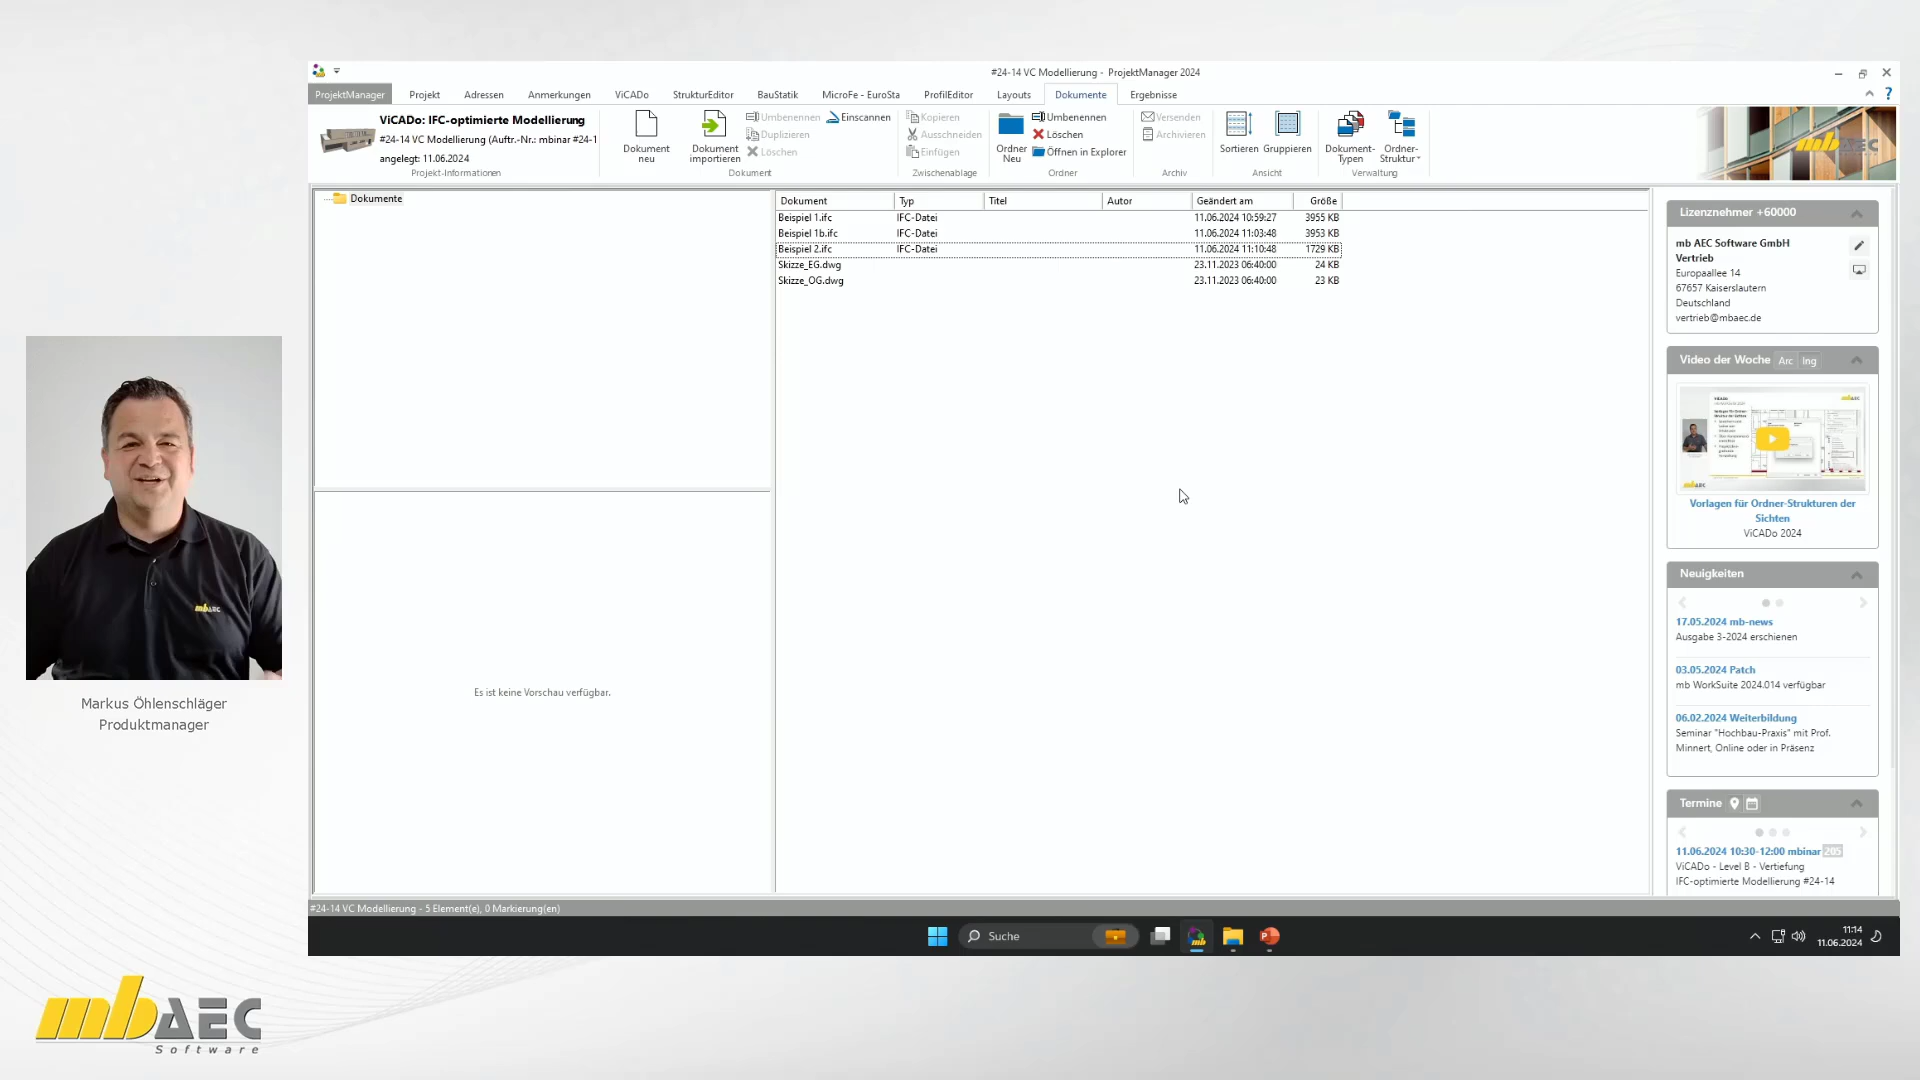 #24-14 VC Modellierung - ProjektManager 2024
ProjektManager Projekt Adressen Anmerkungen ViCADo StrukturEditor BauStatik MicroFe - EuroSta ProfilEditor Layouts Dokumente Ergebnisse
ViCADo: IFC-optimierte Modellierung
#24-14 VC Modellierung (Auftr.-Nr.: mbinar #24-1
angelegt: 11.06.2024
Projekt-Informationen
Dokument neu
Dokument importieren
Umbenennen
Duplizieren
Löschen
Einscannen
Dokument
Kopieren
Ausschneiden
Einfügen
Zwischenablage
Ordner Neu
Umbenennen
Löschen
Öffnen in Explorer
Ordner
Versenden
Archivieren
Archiv
Sortieren Gruppieren
Ansicht
Dokument-Typen
Ordner-Struktur
Verwaltung
mbAEC
Dokumente
Dokument Typ Titel Autor Geändert am Größe
Beispiel 1.ifc IFC-Datei 11.06.2024 10:59:27 3955 KB
Beispiel 1b.ifc IFC-Datei 11.06.2024 11:03:48 3953 KB
Beispiel 2.ifc IFC-Datei 11.06.2024 11:10:48 1729 KB
Skizze_EG.dwg 23.11.2023 06:40:00 24 KB
Skizze_OG.dwg 23.11.2023 06:40:00 23 KB
Es ist keine Vorschau verfügbar.
Lizenznehmer +60000
mb AEC Software GmbH
Vertrieb
Europaallee 14
67657 Kaiserslautern
Deutschland
vertrieb@mbaec.de
Video der Woche Arc Ing
Vorlagen für Ordner-Strukturen der
Sichten
ViCADo 2024
Neuigkeiten
17.05.2024 mb-news
Ausgabe 3-2024 erschienen
03.05.2024 Patch
mb WorkSuite 2024.014 verfügbar
06.02.2024 Weiterbildung
Seminar "Hochbau-Praxis" mit Prof.
Minnert, Online oder in Präsenz
Termine
11.06.2024 10:30-12:00 mbinar 205
ViCADo - Level B - Vertiefung
IFC-optimierte Modellierung #24-14
#24-14 VC Modellierung - 5 Element(e), 0 Markierung(en)
Suche
11:14
11.06.2024
mbAEC
Markus Öhlenschläger
Produktmanager
mbAEC
Software